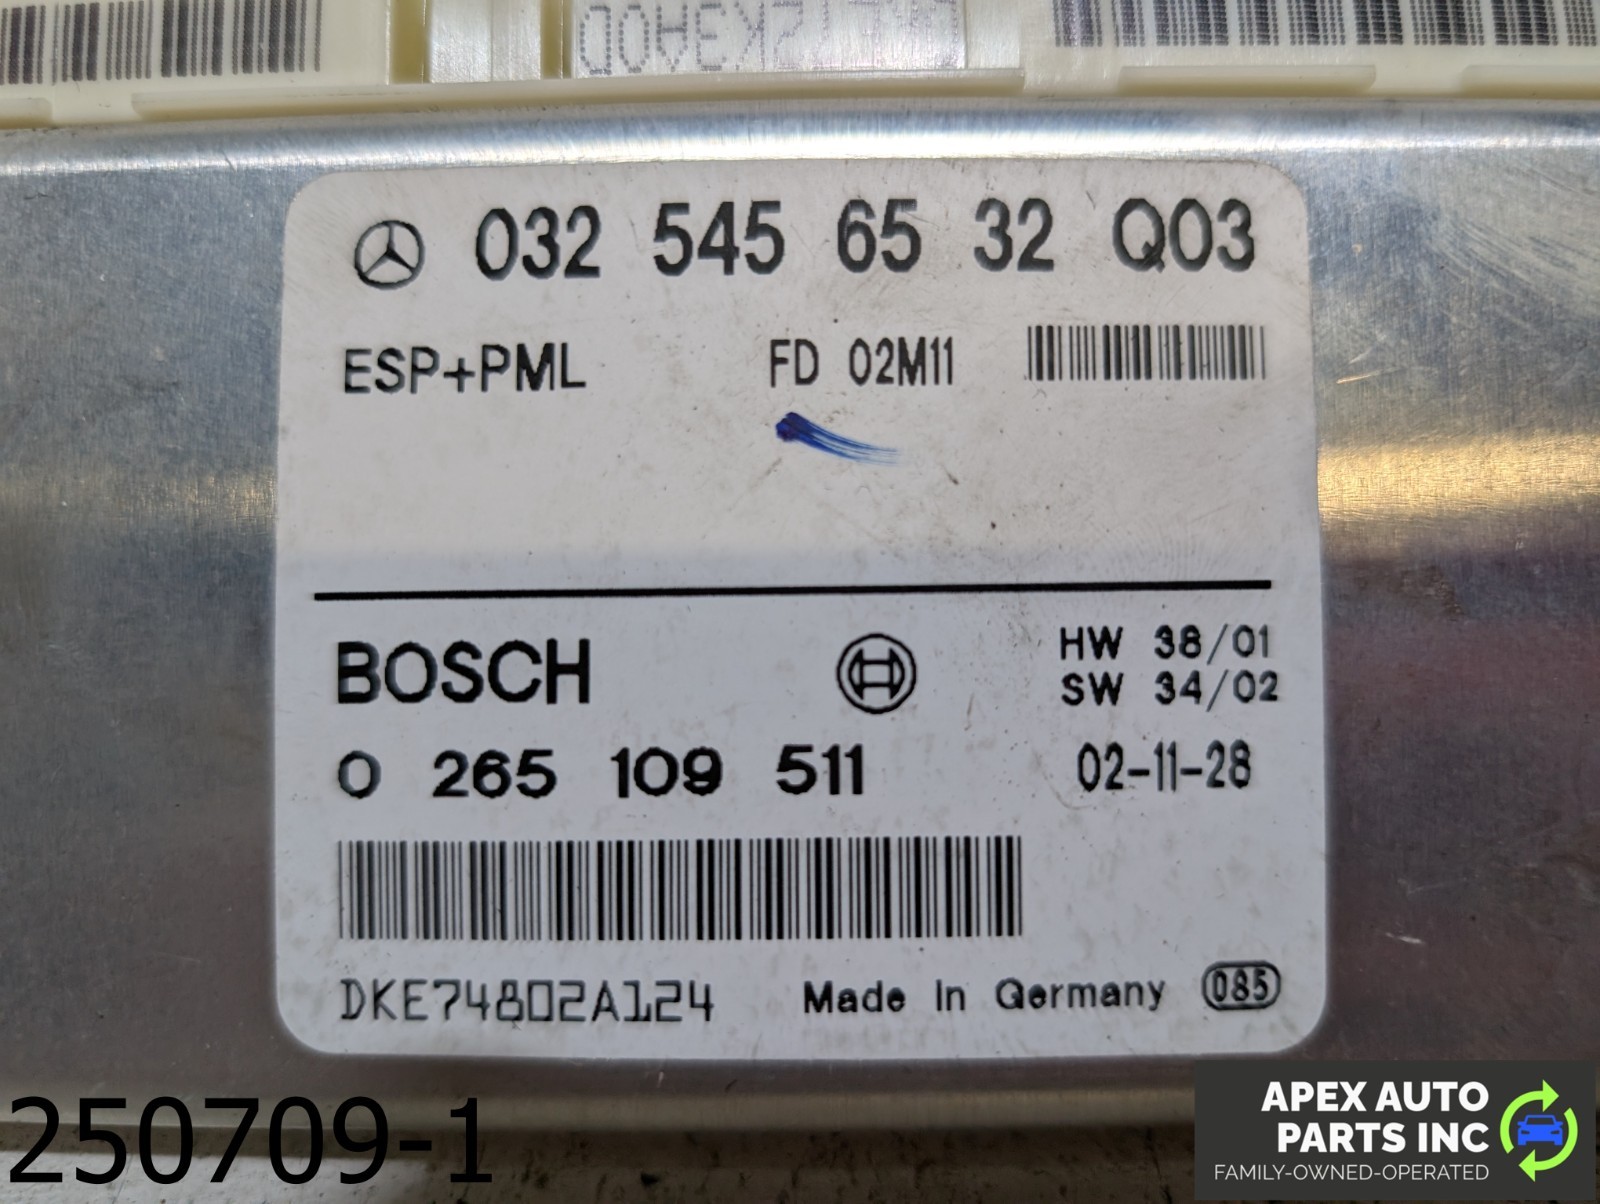 032 545 65 32 Q03
ESP+PML FD 02M11
BOSCH HW 38/01
SW 34/02
0 265 109 511 02-11-28
DKE74802A124 Made In Germany 085
250709-1
APEX AUTO
PARTS INC
FAMILY-OWNED-OPERATED